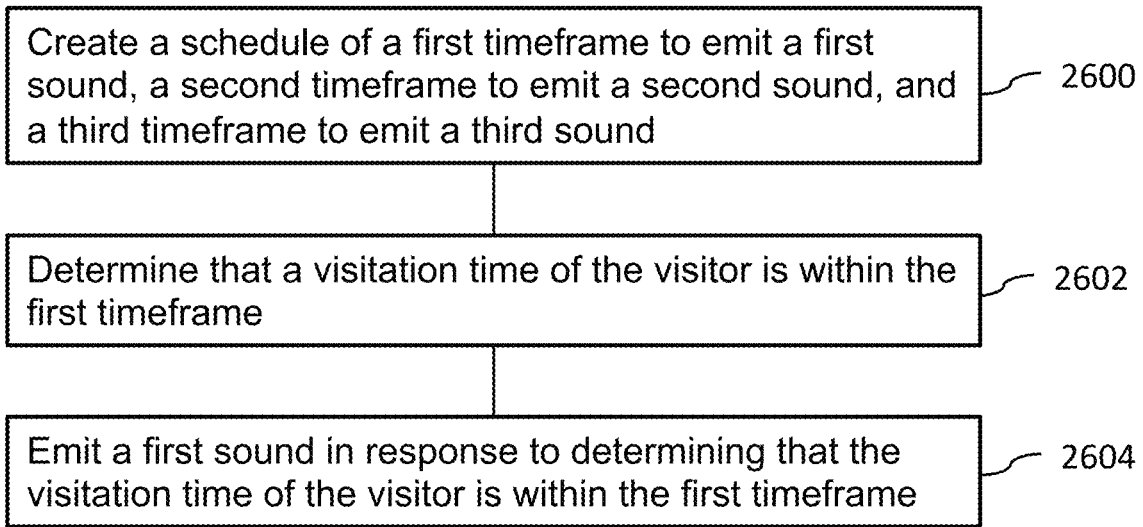 Create a schedule of a first timeframe to emit a first
sound, a second timeframe to emit a second sound, and
a third timeframe to emit a third sound
2600
Determine that a visitation time of the visitor is within the
first timeframe
2602
Emit a first sound in response to determining that the
visitation time of the visitor is within the first timeframe
2604